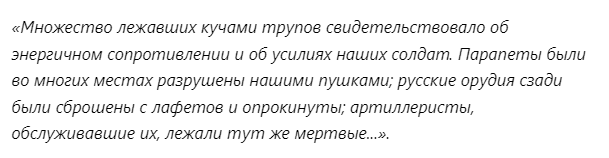 «Множество лежавших кучами трупов свидетельствовало об
энергичном сопротивлении и об усилиях наших солдат. Парапеты были
во многих местах разрушены нашими пушками; русские орудия сзади
были сброшены с лафетов и опрокинуты; артиллеристы,
обслуживавшие их, лежали тут же мертвые...».